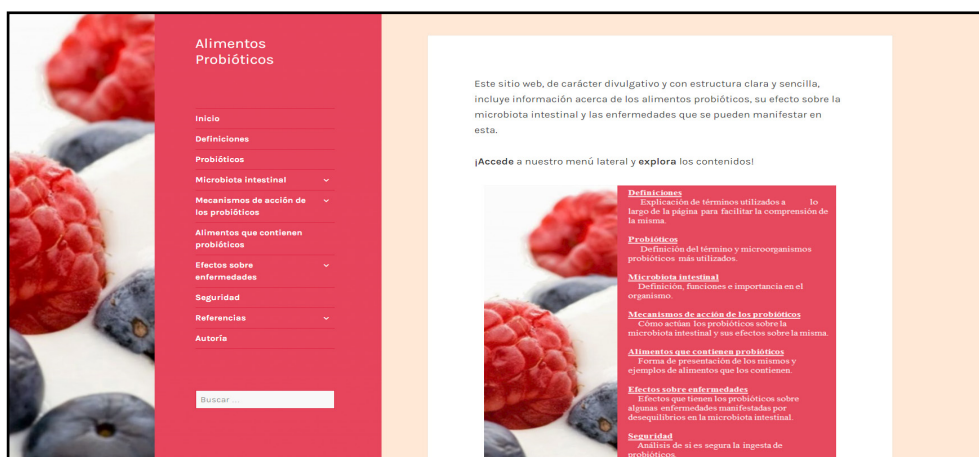 Alimentos
Probióticos
Inicio
Definiciones
Probióticos
Microbiota intestinal
Mecanismos de acción de
los probióticos
Alimentos que contienen
probióticos
Efectos sobre
enfermedades
Seguridad
Referencias
Autoría
Buscar ...
Este sitio web, de carácter divulgativo y con estructura clara y sencilla,
incluye información acerca de los alimentos probióticos, su efecto sobre la
microbiota intestinal y las enfermedades que se pueden manifestar en
esta.
¡Accede a nuestro menú lateral y explora los contenidos!
Definiciones
Explicación de términos utilizados a lo
largo de la página para facilitar la comprensión de
la misma.
Probióticos
Definición del término y microorganismos
probióticos más utilizados.
Microbiota intestinal
Definición, funciones e importancia en el
organismo.
Mecanismos de acción de los probióticos
Cómo actúan los probióticos sobre la
microbiota intestinal y sus efectos sobre la misma.
Alimentos que contienen probióticos
Forma de presentación de los mismos y
ejemplos de alimentos que los contienen.
Efectos sobre enfermedades
Efectos que tienen los probióticos sobre
algunas enfermedades manifestadas por
desequilibrios en la microbiota intestinal.
Seguridad
Análisis de si es segura la ingesta de
probióticos.